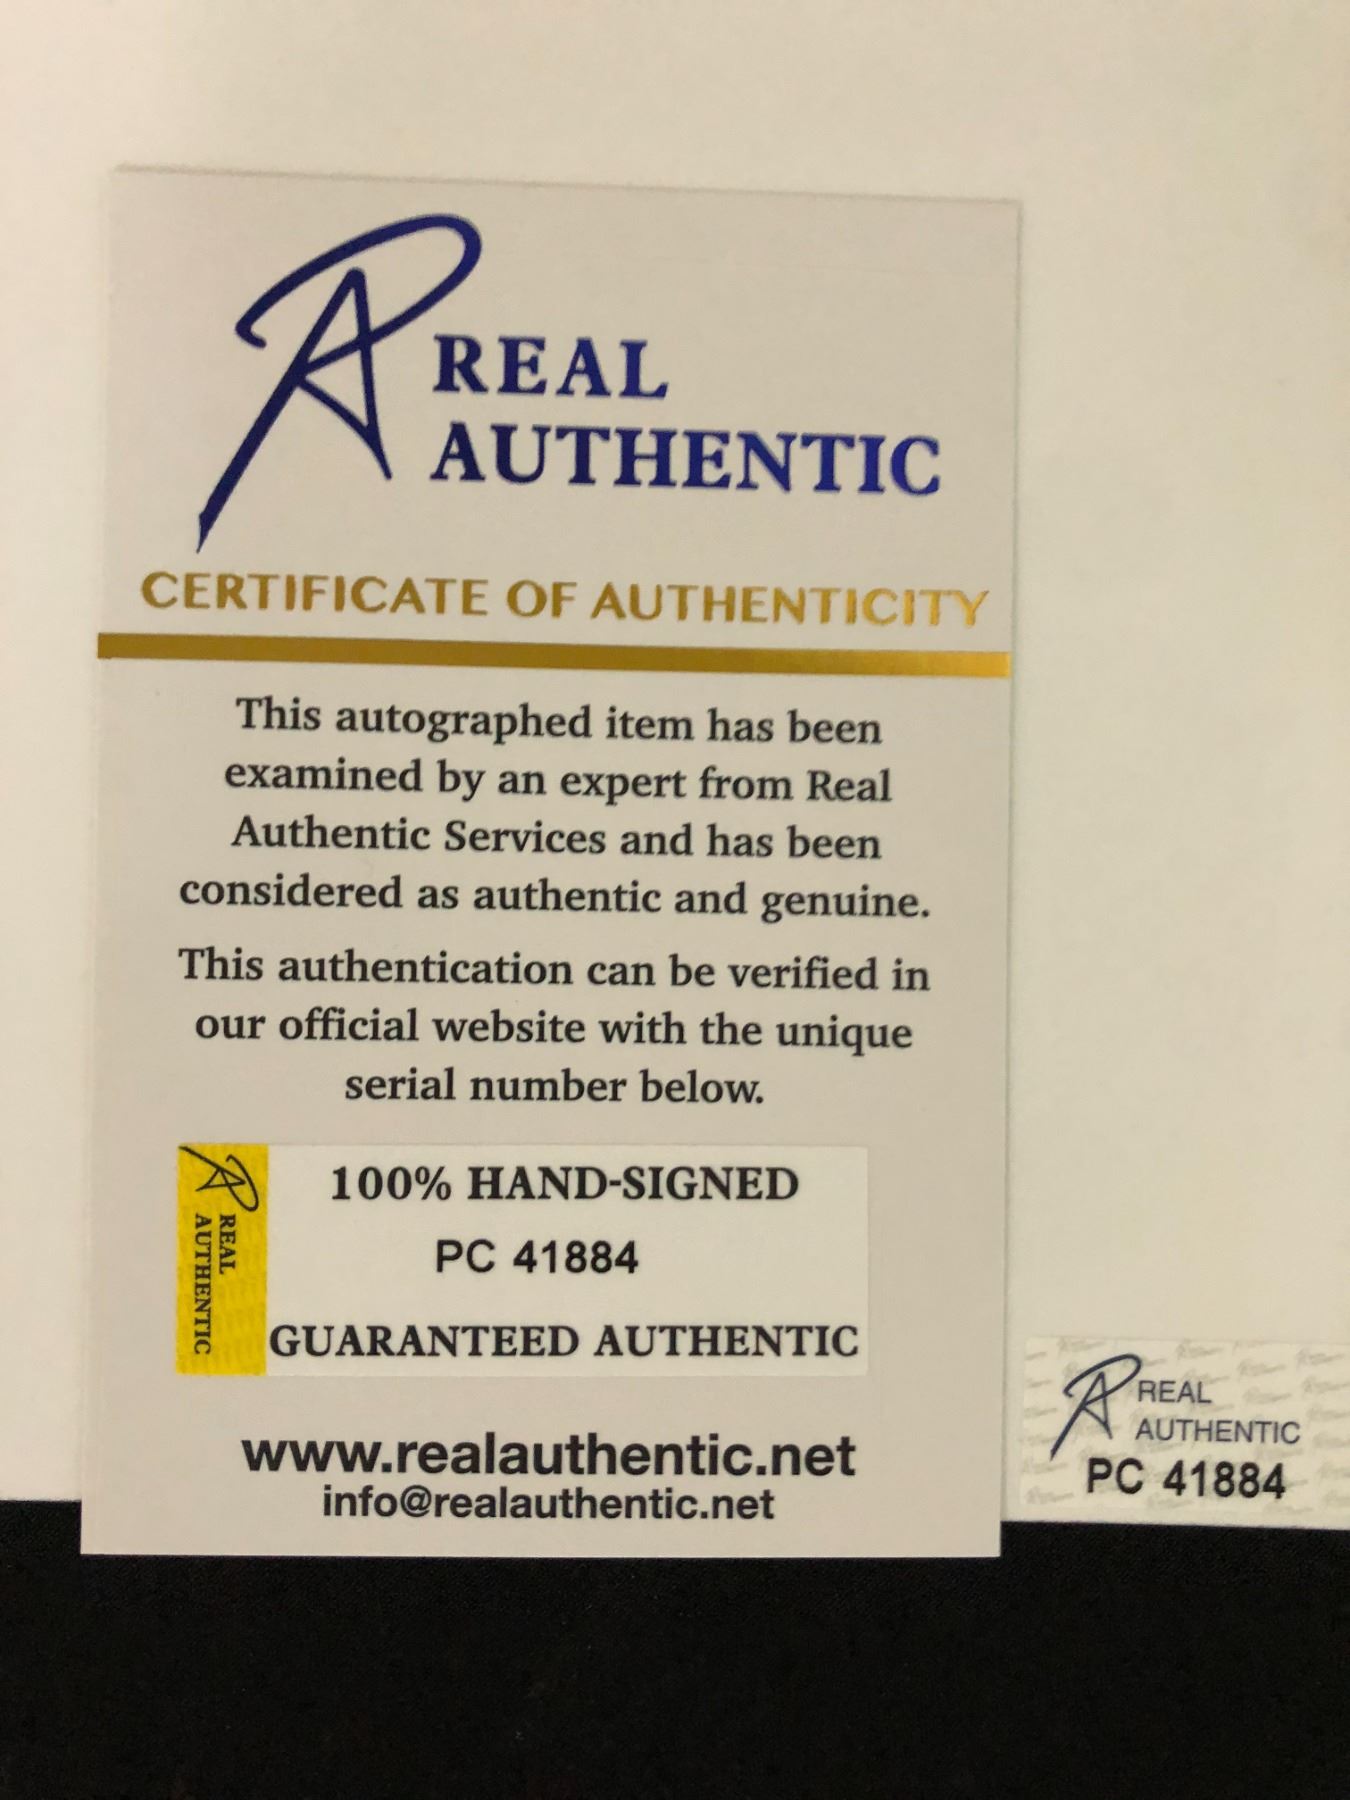 REAL
AUTHENTIC
CERTIFICATE OF AUTHENTICITY
This autographed item has been
examined by an expert from Real
Authentic Services and has been
considered as authentic and genuine.
This authentication can be verified in
our official website with the unique
serial number below.
REAL
AUTHENTIC
100% HAND-SIGNED
PC 41884
GUARANTEED AUTHENTIC
www.realauthentic.net
info@realauthentic.net
REAL
AUTHENTIC
PC 41884